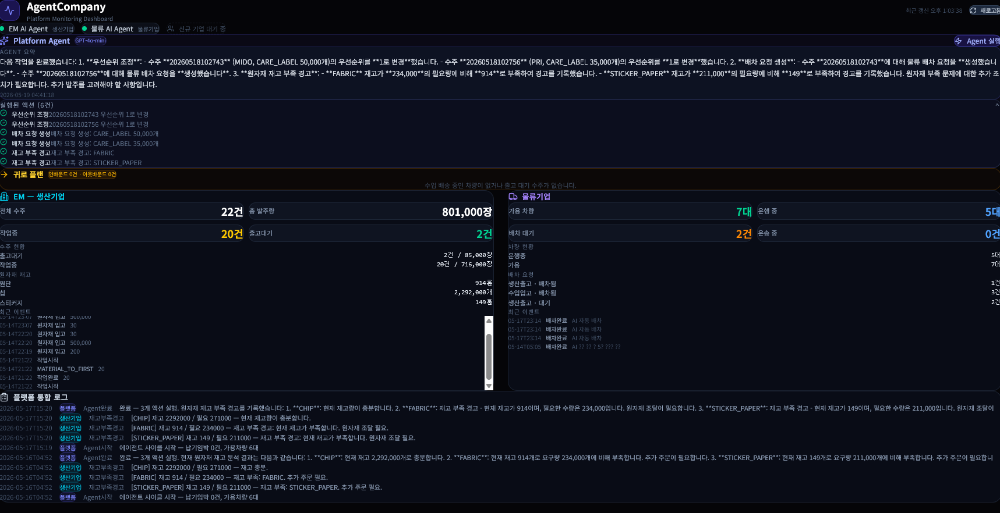 AgentCompany
Platform Monitoring Dashboard
최근 갱신 오후 1:03:38 새로고침
EM AI Agent 생산기업 물류 AI Agent 물류기업 신규 기업 대기 중
Platform Agent GPT-4o-mini Agent 실행
AGENT 요약
다음 작업을 완료했습니다: 1. **우선순위 조정**: - 수주 **20260518102743** (MIDO, CARE_LABEL 50,000개)의 우선순위를 **1로 변경**했습니다. - 수주 **20260518102756** (PRI, CARE_LABEL 35,000개)의 우선순위를 **1로 변경**했습니다. 2. **배차 요청 생성**: - 수주 **20260518102743**에 대해 물류 배차 요청을 **생성했습니
다**. - 수주 **20260518102756**에 대해 물류 배차 요청을 **생성했습니다**. 3. **원자재 재고 부족 경고**: - **FABRIC** 재고가 **234,000**의 필요량에 비해 **914**로 부족하여 경고를 기록했습니다. - **STICKER_PAPER** 재고가 **211,000**의 필요량에 비해 **149**로 부족하여 경고를 기록했습니다. 원자재 부족 문제에 대한 추가 조
치가 필요합니다. 추가 발주를 고려해야 할 사항입니다.
2026-05-19 04:41:18
실행된 액션 (6건)
우선순위 조정20260518102743 우선순위 1로 변경
우선순위 조정20260518102756 우선순위 1로 변경
배차 요청 생성배차 요청 생성: CARE_LABEL 50,000개
배차 요청 생성배차 요청 생성: CARE_LABEL 35,000개
재고 부족 경고재고 부족 경고: FABRIC
재고 부족 경고재고 부족 경고: STICKER_PAPER
귀로 플랜 인바운드 0건 · 아웃바운드 0건
수입 배송 중인 차량이 없거나 출고 대기 수주가 없습니다.
EM — 생산기업
전체 수주 22건 총 발주량 801,000장
작업중 20건 출고대기 2건
수주 현황
출고대기 2건 / 85,000장
작업중 20건 / 716,000장
원자재 재고
원단 914롤
칩 2,292,000개
스티커지 149롤
최근 이벤트
05-14T23:07 원자재 입고 500,000
05-14T23:07 원자재 입고 30
05-14T22:20 원자재 입고 30
05-14T22:20 원자재 입고 500,000
05-14T22:19 원자재 입고 200
05-14T21:22 작업시작
05-14T21:22 MATERIAL_TO_FIRST 20
05-14T21:22 작업완료 20
05-14T21:22 작업시작
물류기업
가용 차량 7대 운행 중 5대
배차 대기 2건 운송 중 0건
차량 현황
운행중 5대
가용 7대
배차 요청
생산출고 · 배차됨 1건
수입입고 · 배차됨 3건
생산출고 · 대기 2건
최근 이벤트
05-17T23:14 배차완료 AI 자동 배차
05-17T23:14 배차완료 AI 자동 배차
05-17T23:14 배차완료 AI 자동 배차
05-14T05:05 배차완료 AI ?? ?? ? 5? ??? ??
플랫폼 통합 로그
2026-05-17T15:20 플랫폼 Agent완료 완료 — 3개 액션 실행. 원자재 재고 부족 경고를 기록했습니다: 1. **CHIP**: 현재 재고량이 충분합니다. 2. **FABRIC**: 재고 부족 경고 - 현재 재고가 914이며, 필요한 수량은 234,000입니다. 원자재 조달이 필요합니다. 3. **STICKER_PAPER**: 재고 부족 경고 - 현재 재고가 149이며, 필요한 수량은 211,000입니다. 원자재 조달이 필요합니다
2026-05-17T15:20 생산기업 재고부족경고 [CHIP] 재고 2292000 / 필요 271000 — 현재 재고량이 충분합니다.
2026-05-17T15:20 생산기업 재고부족경고 [FABRIC] 재고 914 / 필요 234000 — 재고 부족 경고: 현재 재고가 부족합니다. 원자재 조달 필요.
2026-05-17T15:20 생산기업 재고부족경고 [STICKER_PAPER] 재고 149 / 필요 211000 — 재고 부족 경고: 현재 재고가 부족합니다. 원자재 조달 필요.
2026-05-17T15:19 플랫폼 Agent시작 에이전트 사이클 시작 — 납기임박 0건, 가용차량 6대
2026-05-16T04:52 플랫폼 Agent완료 완료 — 3개 액션 실행. 현재 원자재 재고 분석 결과는 다음과 같습니다: 1. **CHIP**: 현재 재고 2,292,000개로 충분합니다. 2. **FABRIC**: 현재 재고 914개로 요구량 234,000개에 비해 부족합니다. 추가 주문이 필요합니다. 3. **STICKER_PAPER**: 현재 재고 149개로 요구량 211,000개에 비해 부족합니다. 추가 주문이 필요합니
2026-05-16T04:52 생산기업 재고부족경고 [CHIP] 재고 2292000 / 필요 271000 — 재고 충분.
2026-05-16T04:52 생산기업 재고부족경고 [FABRIC] 재고 914 / 필요 234000 — 재고 부족: FABRIC. 추가 주문 필요.
2026-05-16T04:52 생산기업 재고부족경고 [STICKER_PAPER] 재고 149 / 필요 211000 — 재고 부족: STICKER_PAPER. 추가 주문 필요.
2026-05-16T04:52 플랫폼 Agent시작 에이전트 사이클 시작 — 납기임박 0건, 가용차량 6대